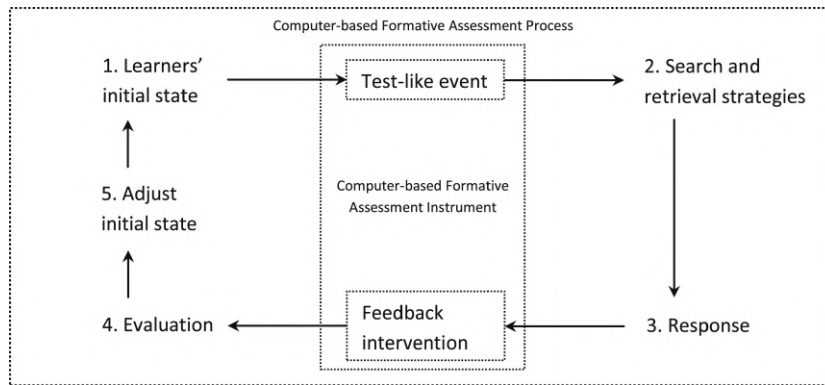 Computer-based Formative Assessment Process
1. Learners’
initial state
Test-like event
2. Search and
retrieval strategies
5. Adjust
initial state
Computer-based Formative
Assessment Instrument
4. Evaluation
Feedback
intervention
3. Response